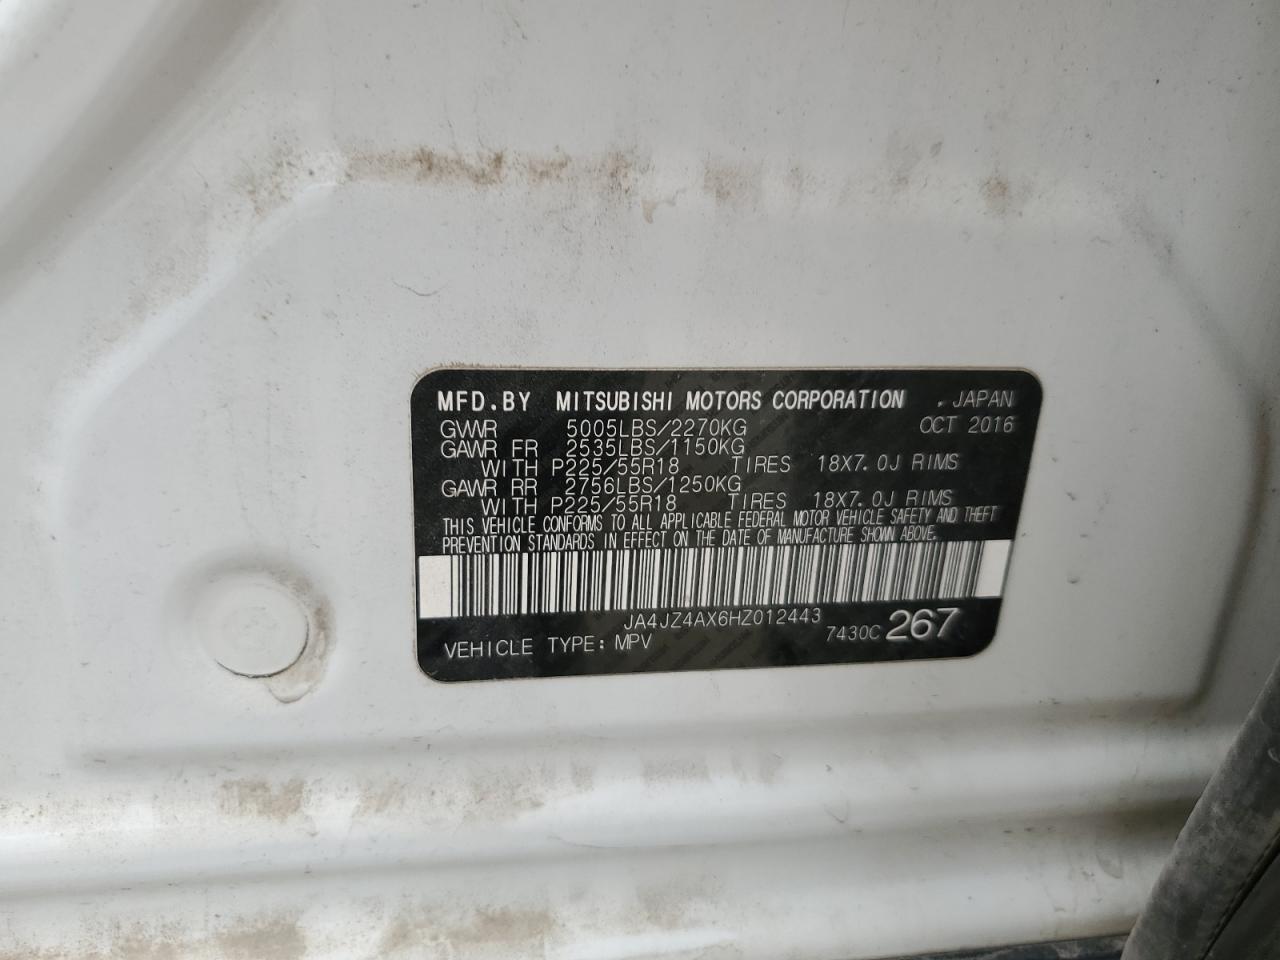 MFD.BY MITSUBISHI MOTORS CORPORATION . JAPAN
GVWR 5005LBS/2270KG OCT 2016
GAWR FR 2535LBS/1150KG
WITH P225/55R18 TIRES 18X7.0J RIMS
GAWR RR 2756LBS/1250KG
WITH P225/55R18 TIRES 18X7.0J RIMS
THIS VEHICLE CONFORMS TO ALL APPLICABLE FEDERAL MOTOR VEHICLE SAFETY AND THEFT
PREVENTION STANDARDS IN EFFECT ON THE DATE OF MANUFACTURE SHOWN ABOVE.
JA4JZ4AX6HZ012443
VEHICLE TYPE: MPV 7430C 267